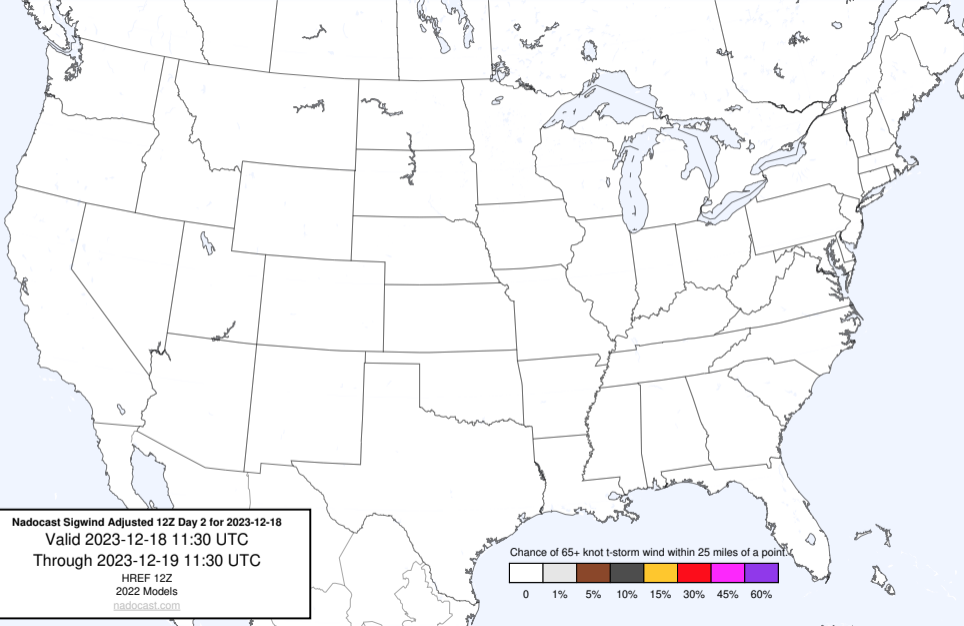 Nadocast Sigwind Adjusted 12Z Day 2 for 2023-12-18
Valid 2023-12-18 11:30 UTC
Through 2023-12-19 11:30 UTC
HREF 12Z
2022 Models
nadocast.com
Chance of 65+ knot t-storm wind within 25 miles of a point.
0 1% 5% 10% 15% 30% 45% 60%